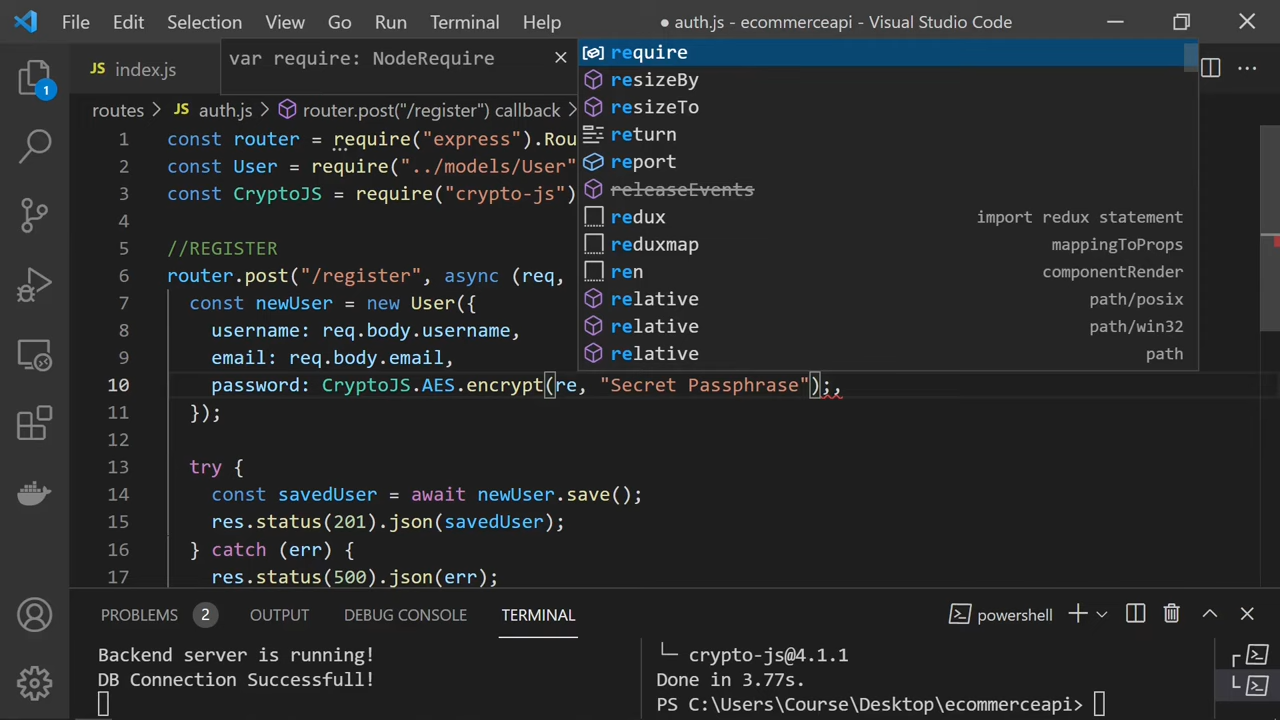 File Edit Selection View Go Run Terminal Help ● auth.js - ecommerceapi - Visual Studio Code
JS index.js
var require: NodeRequire
require
resizeBy
resizeTo
return
report
releaseEvents
redux import redux statement
reduxmap mappingToProps
ren componentRender
relative path/posix
relative path/win32
relative path
routes > JS auth.js > router.post("/register") callback >
1 const router = require("express").Rou
2 const User = require("../models/User"
3 const CryptoJS = require("crypto-js")
4
5 //REGISTER
6 router.post("/register", async (req,
7 const newUser = new User({
8 username: req.body.username,
9 email: req.body.email,
10 password: CryptoJS.AES.encrypt(re, "Secret Passphrase");,
11 });
12
13 try {
14 const savedUser = await newUser.save();
15 res.status(201).json(savedUser);
16 } catch (err) {
17 res.status(500).json(err);
1
PROBLEMS 2 OUTPUT DEBUG CONSOLE TERMINAL powershell
Backend server is running!
DB Connection Successfull!
└─ crypto-js@4.1.1
Done in 3.77s.
PS C:\Users\Course\Desktop\ecommerceapi>